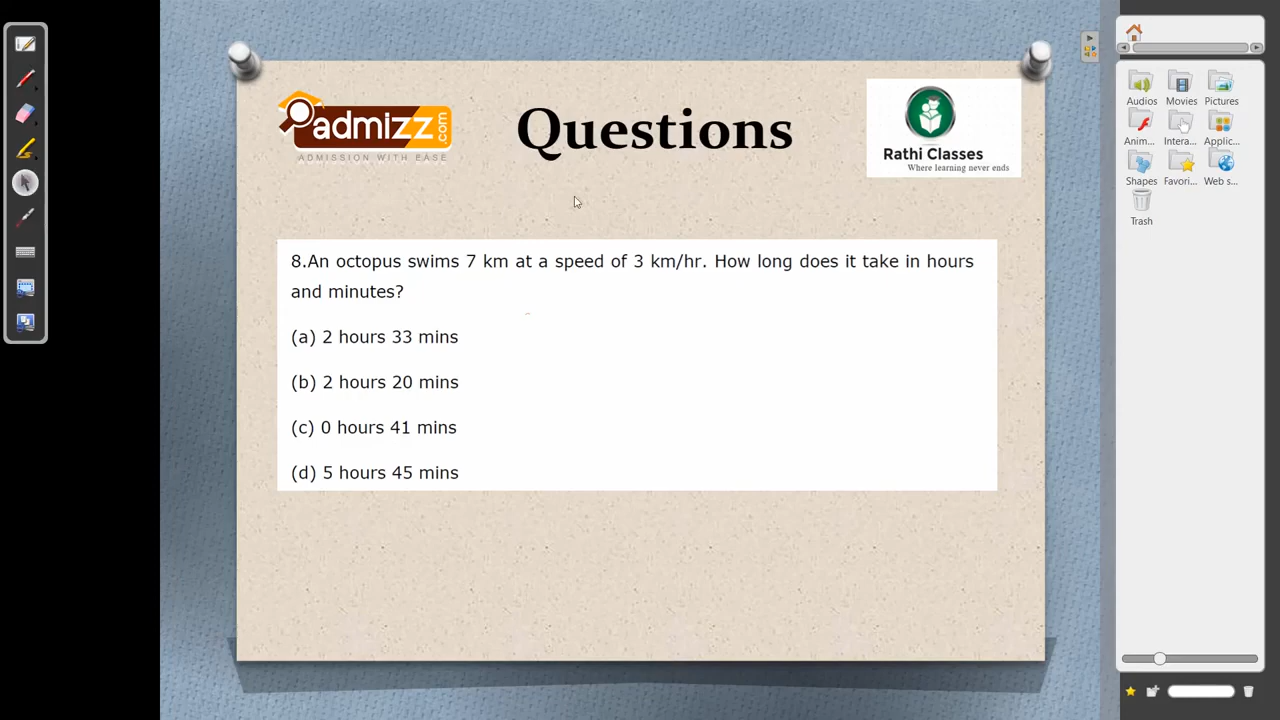 admizz.com
ADMISSION WITH EASE
Questions
Rathi Classes
Where learning never ends
8.An octopus swims 7 km at a speed of 3 km/hr. How long does it take in hours
and minutes?
(a) 2 hours 33 mins
(b) 2 hours 20 mins
(c) 0 hours 41 mins
(d) 5 hours 45 mins
Audios Movies Pictures
Anim... Intera... Applic...
Shapes Favori... Web s...
Trash